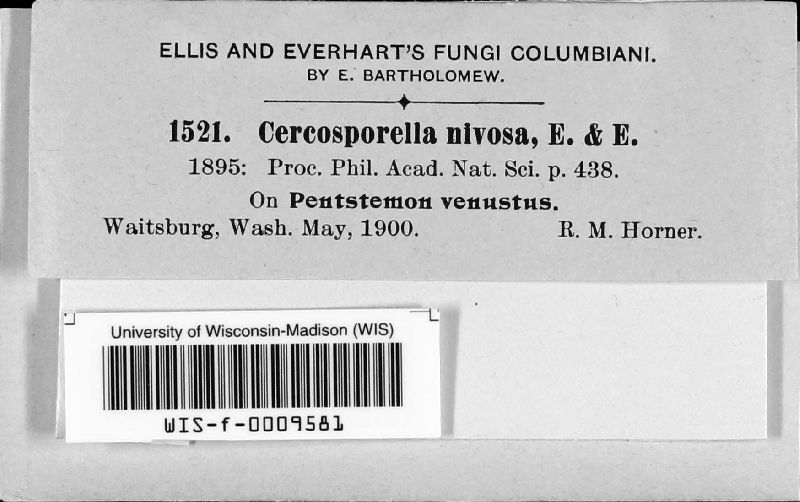 ELLIS AND EVERHART'S FUNGI COLUMBIANI.
BY E. BARTHOLOMEW.
1521. Cercosporella nivosa, E. & E.
1895: Proc. Phil. Acad. Nat. Sci. p. 438.
On Pentstemon venustus.
Waitsburg, Wash. May, 1900. R. M. Horner.
University of Wisconsin-Madison (WIS)
WIS-f-0009581